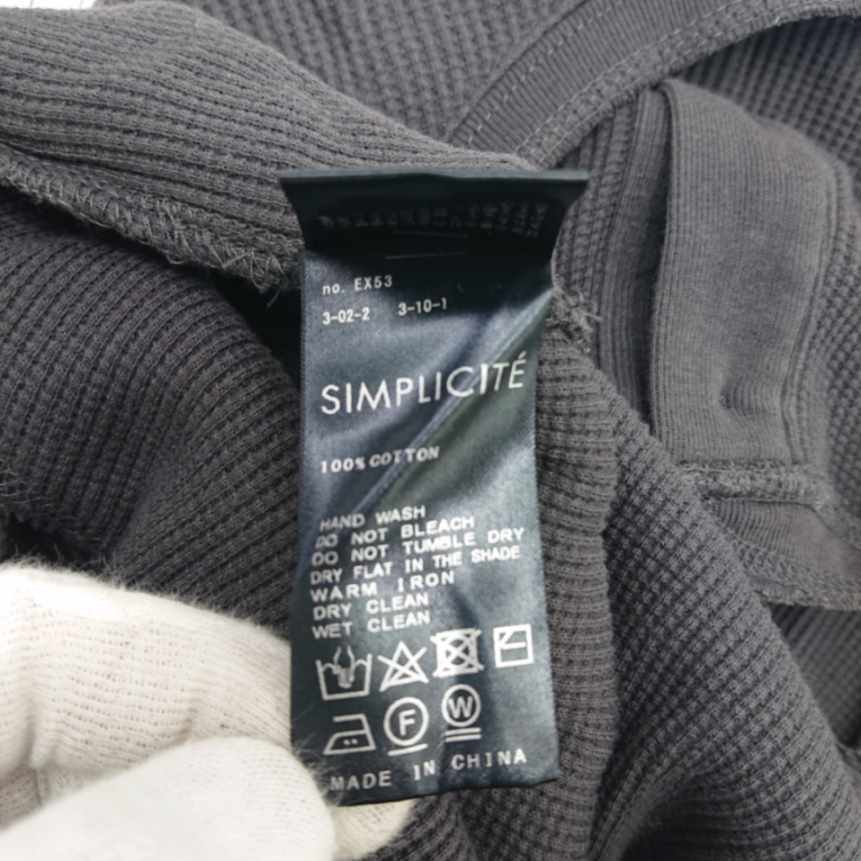 no. EX53
3-02-2 3-10-1
SIMPLICITÉ
100% COTTON
HAND WASH
DO NOT BLEACH
DO NOT TUMBLE DRY
DRY FLAT IN THE SHADE
WARM IRON
DRY CLEAN
WET CLEAN
F W
MADE IN CHINA